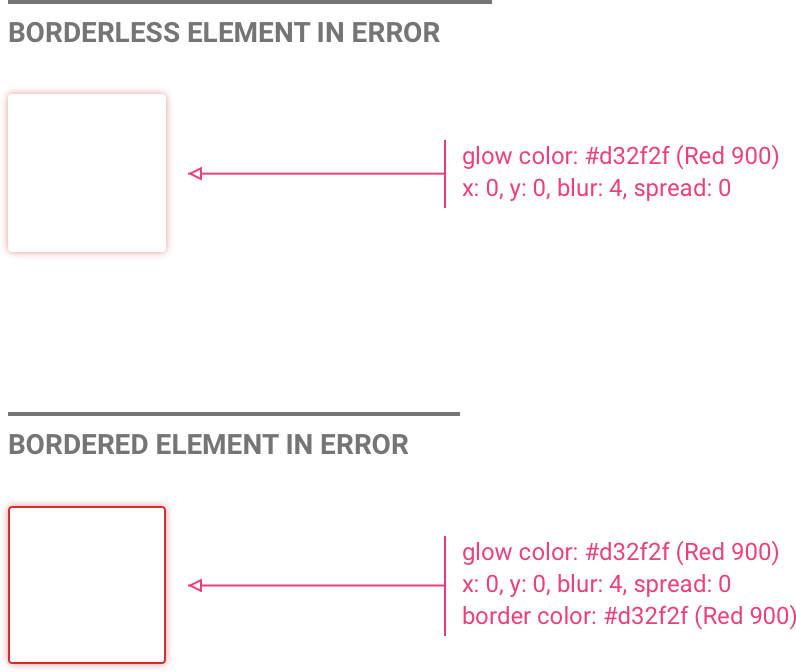 BORDERLESS ELEMENT IN ERROR
glow color: #d32f2f (Red 900)
x: 0, y: 0, blur: 4, spread: 0
BORDERED ELEMENT IN ERROR
glow color: #d32f2f (Red 900)
x: 0, y: 0, blur: 4, spread: 0
border color: #d32f2f (Red 900)